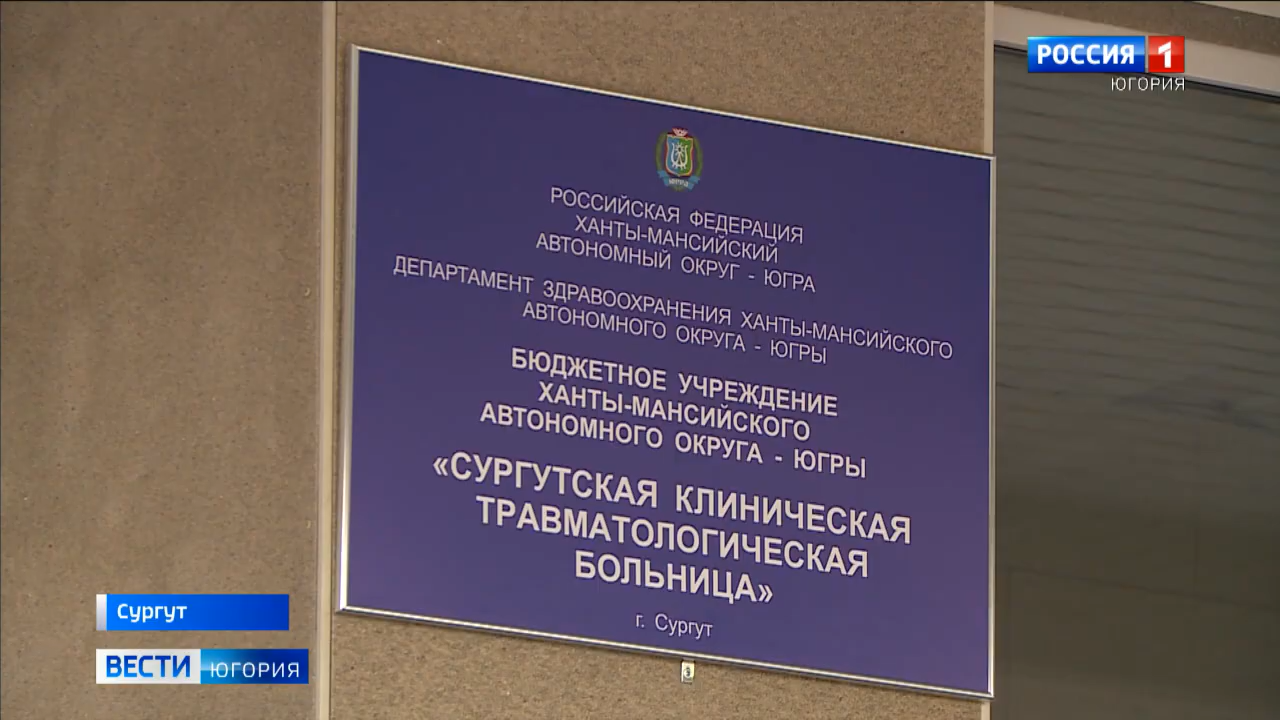 РОССИЯ 1
ЮГОРИЯ
РОССИЙСКАЯ ФЕДЕРАЦИЯ
ХАНТЫ-МАНСИЙСКИЙ
АВТОНОМНЫЙ ОКРУГ - ЮГРА
ДЕПАРТАМЕНТ ЗДРАВООХРАНЕНИЯ ХАНТЫ-МАНСИЙСКОГО
АВТОНОМНОГО ОКРУГА - ЮГРЫ
БЮДЖЕТНОЕ УЧРЕЖДЕНИЕ
ХАНТЫ-МАНСИЙСКОГО
АВТОНОМНОГО ОКРУГА - ЮГРЫ
«СУРГУТСКАЯ КЛИНИЧЕСКАЯ
ТРАВМАТОЛОГИЧЕСКАЯ
БОЛЬНИЦА»
г. Сургут
Сургут
ВЕСТИ ЮГОРИЯ